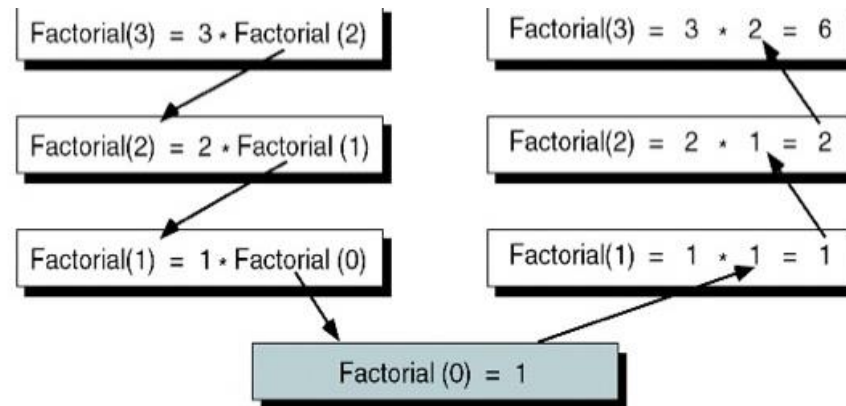 Factorial(3) = 3 * Factorial (2)
Factorial(2) = 2 * Factorial (1)
Factorial(1) = 1 * Factorial (0)
Factorial (0) = 1
Factorial(1) = 1 * 1 = 1
Factorial(2) = 2 * 1 = 2
Factorial(3) = 3 * 2 = 6